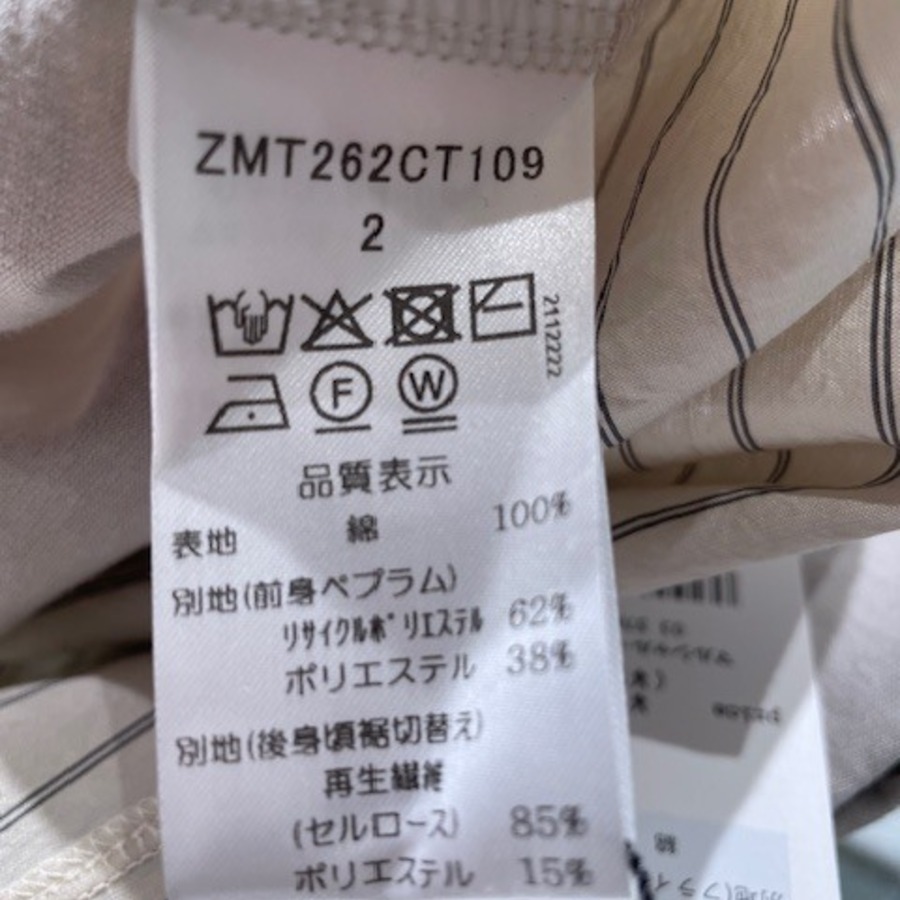 ZMT262CT109
2
2112222
F
W
品質表示
表地 綿 100%
別地(前身ペプラム)
リサイクルポリエステル 62%
ポリエステル 38%
別地(後身頃裾切替え)
再生繊維
(セルロース) 85%
ポリエステル 15%